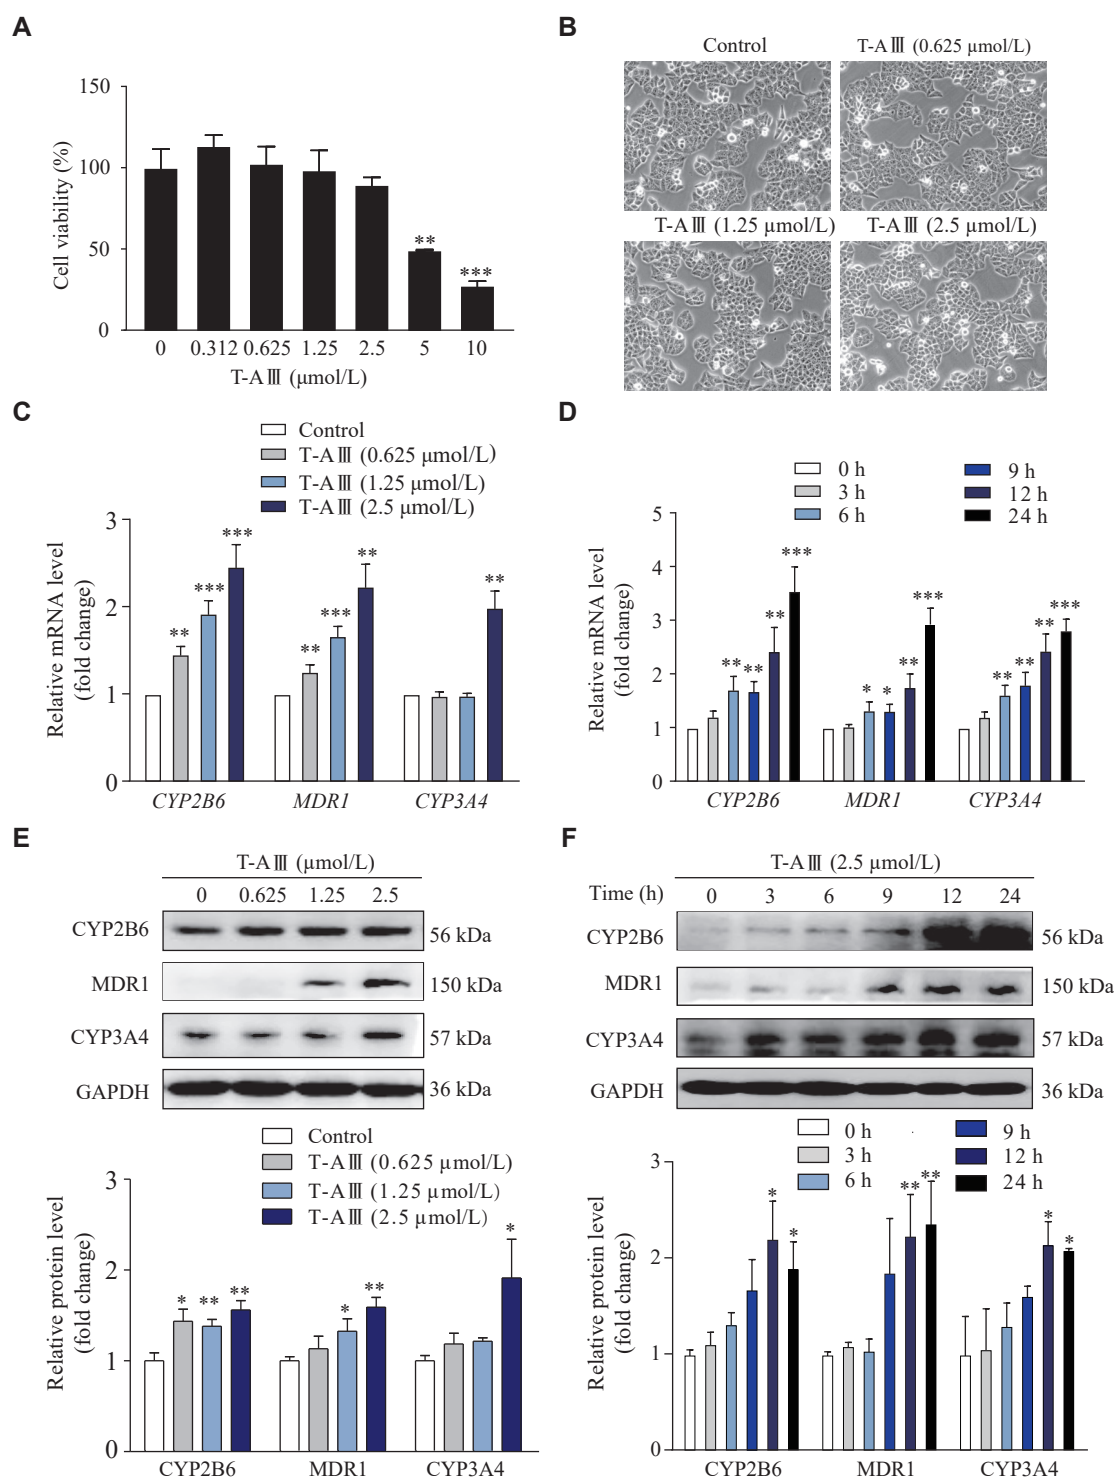 A
150
100
50
0
Cell viability (%)
**
***
0 0.312 0.625 1.25 2.5 5 10
T-AⅢ (μmol/L)
B
Control
T-AⅢ (0.625 μmol/L)
T-AⅢ (1.25 μmol/L)
T-AⅢ (2.5 μmol/L)
C
Control
T-AⅢ (0.625 μmol/L)
T-AⅢ (1.25 μmol/L)
T-AⅢ (2.5 μmol/L)
Relative mRNA level
(fold change)
3
2
1
0
** *** ***
** *** **
**
CYP2B6 MDR1 CYP3A4
D
0 h
3 h
6 h
9 h
12 h
24 h
Relative mRNA level
(fold change)
5
4
3
2
1
0
** ** ** ***
* * ** ***
** ** ** ***
CYP2B6 MDR1 CYP3A4
E
T-AⅢ (μmol/L)
0 0.625 1.25 2.5
CYP2B6 56 kDa
MDR1 150 kDa
CYP3A4 57 kDa
GAPDH 36 kDa
Control
T-AⅢ (0.625 μmol/L)
T-AⅢ (1.25 μmol/L)
T-AⅢ (2.5 μmol/L)
Relative protein level
(fold change)
3
2
1
0
* ** **
* **
*
CYP2B6 MDR1 CYP3A4
F
T-AⅢ (2.5 μmol/L)
Time (h) 0 3 6 9 12 24
CYP2B6 56 kDa
MDR1 150 kDa
CYP3A4 57 kDa
GAPDH 36 kDa
0 h
3 h
6 h
9 h
12 h
24 h
Relative protein level
(fold change)
3
2
1
0
* *
** **
* *
CYP2B6 MDR1 CYP3A4